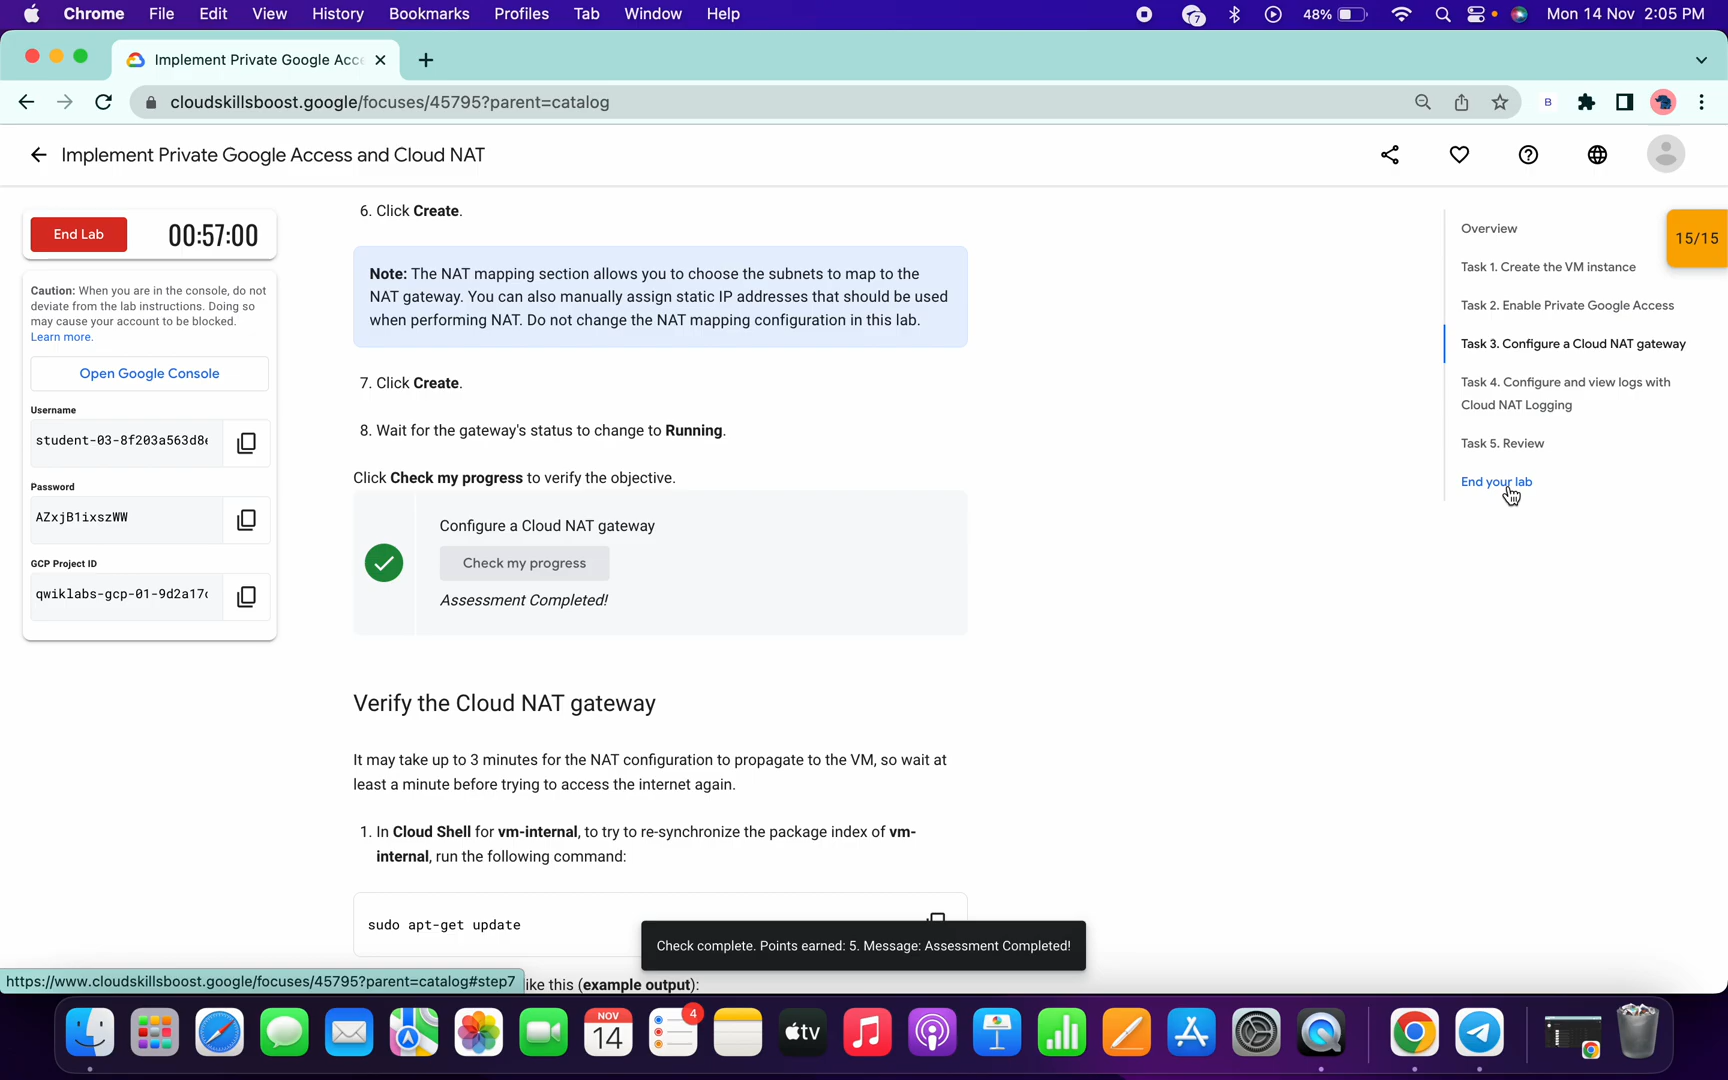 Chrome File Edit View History Bookmarks Profiles Tab Window Help 7 48% Mon 14 Nov 2:05 PM
Implement Private Google Acce
cloudskillsboost.google/focuses/45795?parent=catalog B
Implement Private Google Access and Cloud NAT
End Lab 00:57:00
Caution: When you are in the console, do not
deviate from the lab instructions. Doing so
may cause your account to be blocked.
Learn more.
Open Google Console
Username
student-03-8f203a563d8
Password
AZxjB1ixszWW
GCP Project ID
qwiklabs-gcp-01-9d2a17
6. Click Create.
Note: The NAT mapping section allows you to choose the subnets to map to the
NAT gateway. You can also manually assign static IP addresses that should be used
when performing NAT. Do not change the NAT mapping configuration in this lab.
7. Click Create.
8. Wait for the gateway's status to change to Running.
Click Check my progress to verify the objective.
Configure a Cloud NAT gateway
Check my progress
Assessment Completed!
Verify the Cloud NAT gateway
It may take up to 3 minutes for the NAT configuration to propagate to the VM, so wait at
least a minute before trying to access the internet again.
1. In Cloud Shell for vm-internal, to try to re-synchronize the package index of vm-
internal, run the following command:
sudo apt-get update
Check complete. Points earned: 5. Message: Assessment Completed!
https://www.cloudskillsboost.google/focuses/45795?parent=catalog#step7
like this (example output):
Overview
15/15
Task 1. Create the VM instance
Task 2. Enable Private Google Access
Task 3. Configure a Cloud NAT gateway
Task 4. Configure and view logs with
Cloud NAT Logging
Task 5. Review
End your lab
NOV
14
4
tv